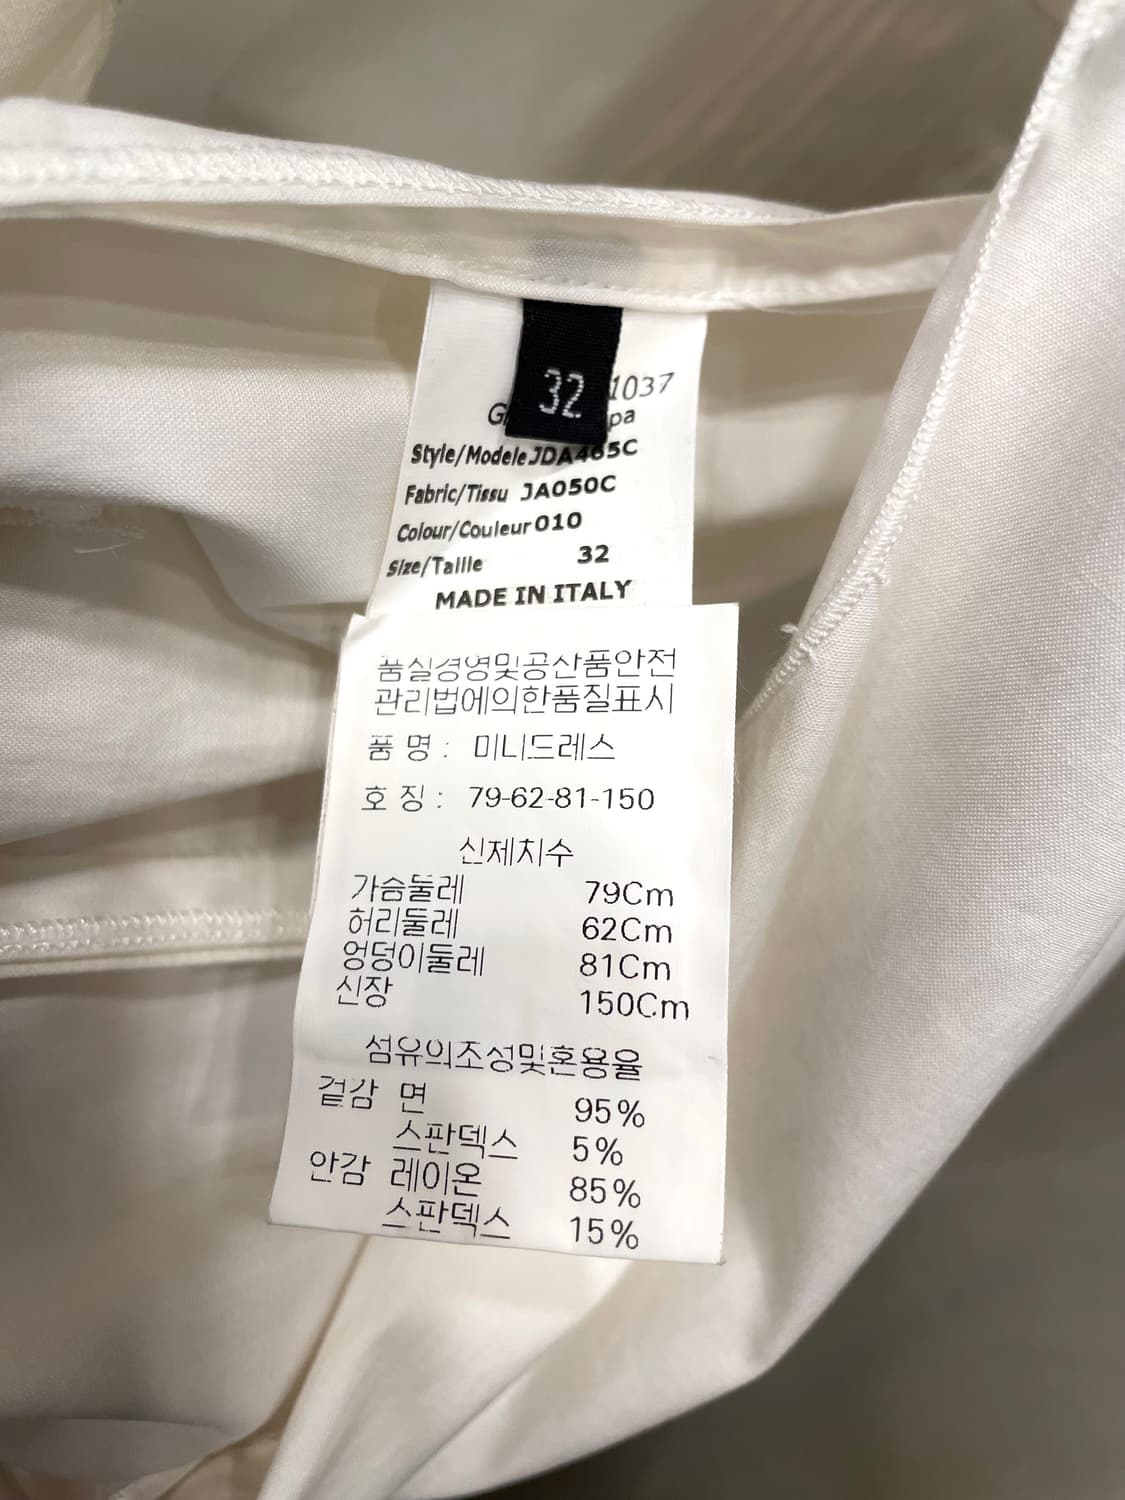 32
1037
Style/Modele JDA465C
Fabric/Tissu JA050C
Colour/Couleur 010
Size/Taille 32
MADE IN ITALY
품실경영및공산품안전
관리법에의한품질표시
품 명 : 미니드레스
호 징 : 79-62-81-150
신제치수
가슴둘레 79Cm
허리둘레 62Cm
엉덩이둘레 81Cm
신장 150Cm
섬유의조성및혼용율
겉감 면 95%
스판덱스 5%
안감 레이온 85%
스판덱스 15%